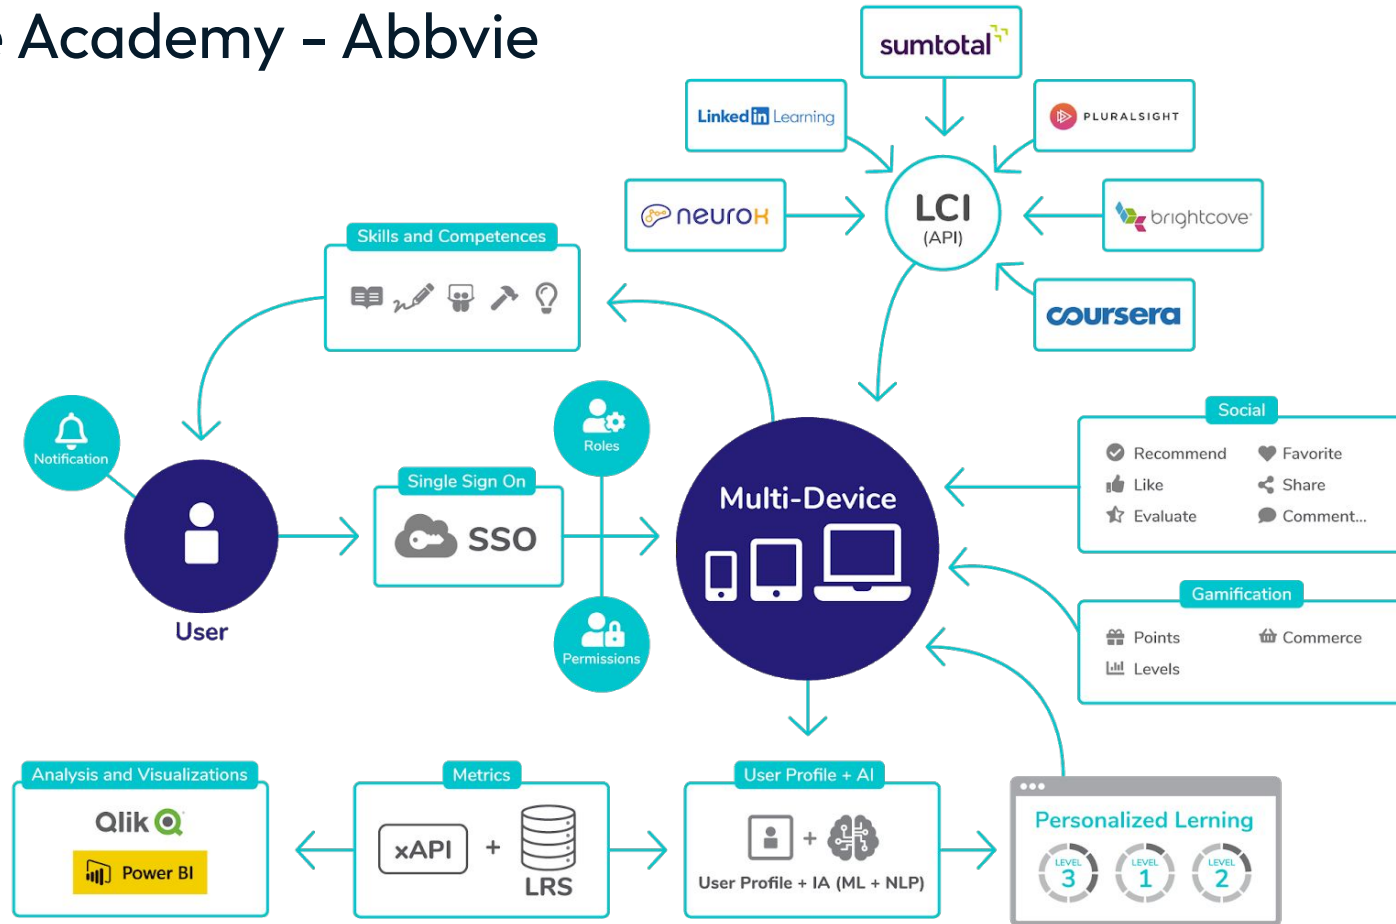 e Academy - Abbvie
sumtotal
Linked in Learning
PLURALSIGHT
neuroK
LCI
(API)
brightcove
coursera
Skills and Competences
Notification
User
Single Sign On
SSO
Roles
Permissions
Multi-Device
Social
Recommend
Favorite
Like
Share
Evaluate
Comment...
Gamification
Points
Commerce
Levels
Analysis and Visualizations
Qlik
Power BI
Metrics
xAPI
+
LRS
User Profile + AI
+
User Profile + IA (ML + NLP)
Personalized Lerning
LEVEL
3
LEVEL
1
LEVEL
2